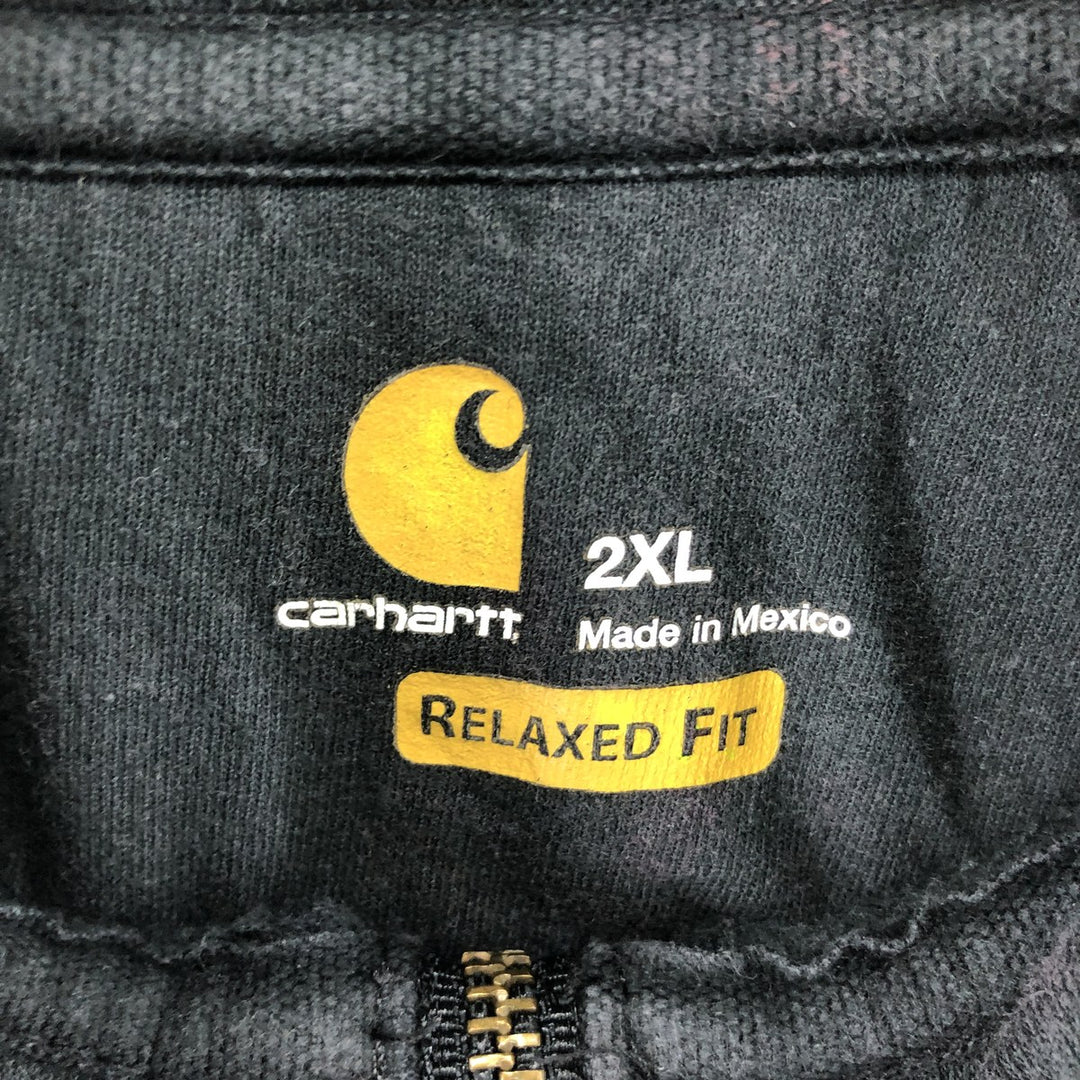 carhartt
2XL
Made in Mexico
RELAXED FIT